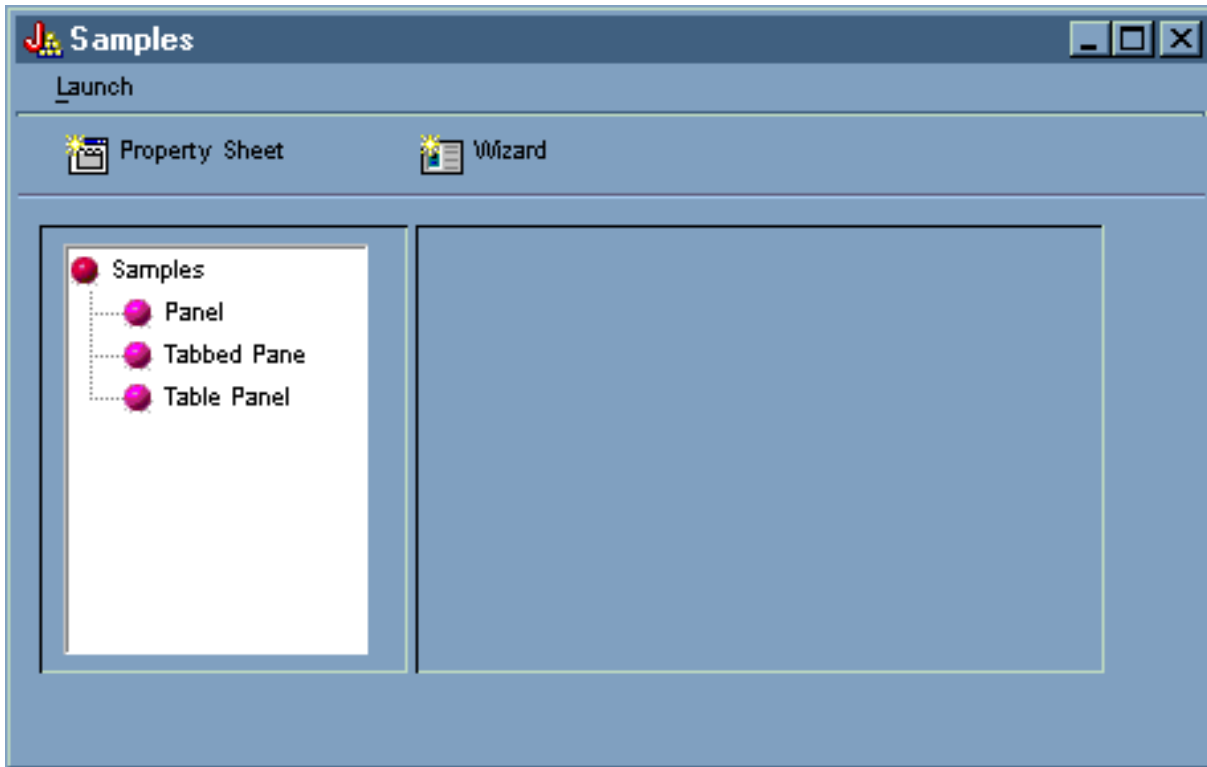 Samples
Launch
Property Sheet Wizard
Samples
Panel
Tabbed Pane
Table Panel